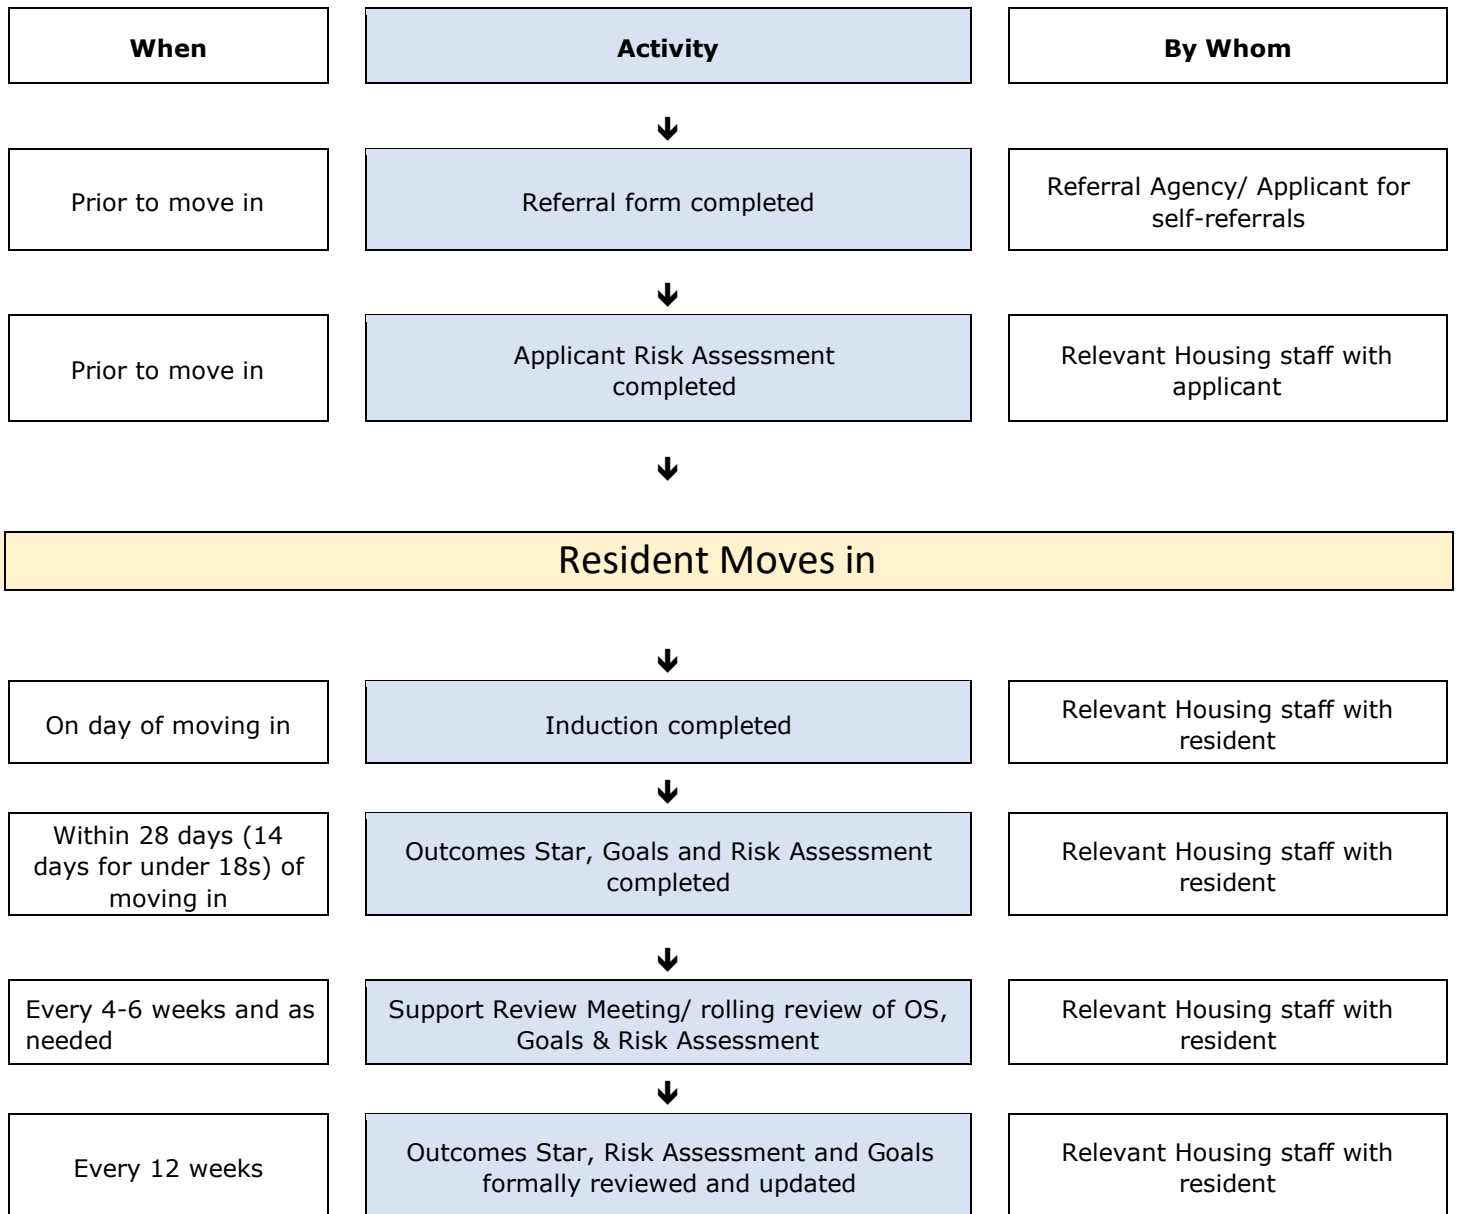 When
Activity
By Whom
Prior to move in
Referral form completed
Referral Agency/ Applicant for
self-referrals
Prior to move in
Applicant Risk Assessment
completed
Relevant Housing staff with
applicant
Resident Moves in
On day of moving in
Induction completed
Relevant Housing staff with
resident
Within 28 days (14
days for under 18s) of
moving in
Outcomes Star, Goals and Risk Assessment
completed
Relevant Housing staff with
resident
Every 4-6 weeks and as
needed
Support Review Meeting/ rolling review of OS,
Goals & Risk Assessment
Relevant Housing staff with
resident
Every 12 weeks
Outcomes Star, Risk Assessment and Goals
formally reviewed and updated
Relevant Housing staff with
resident